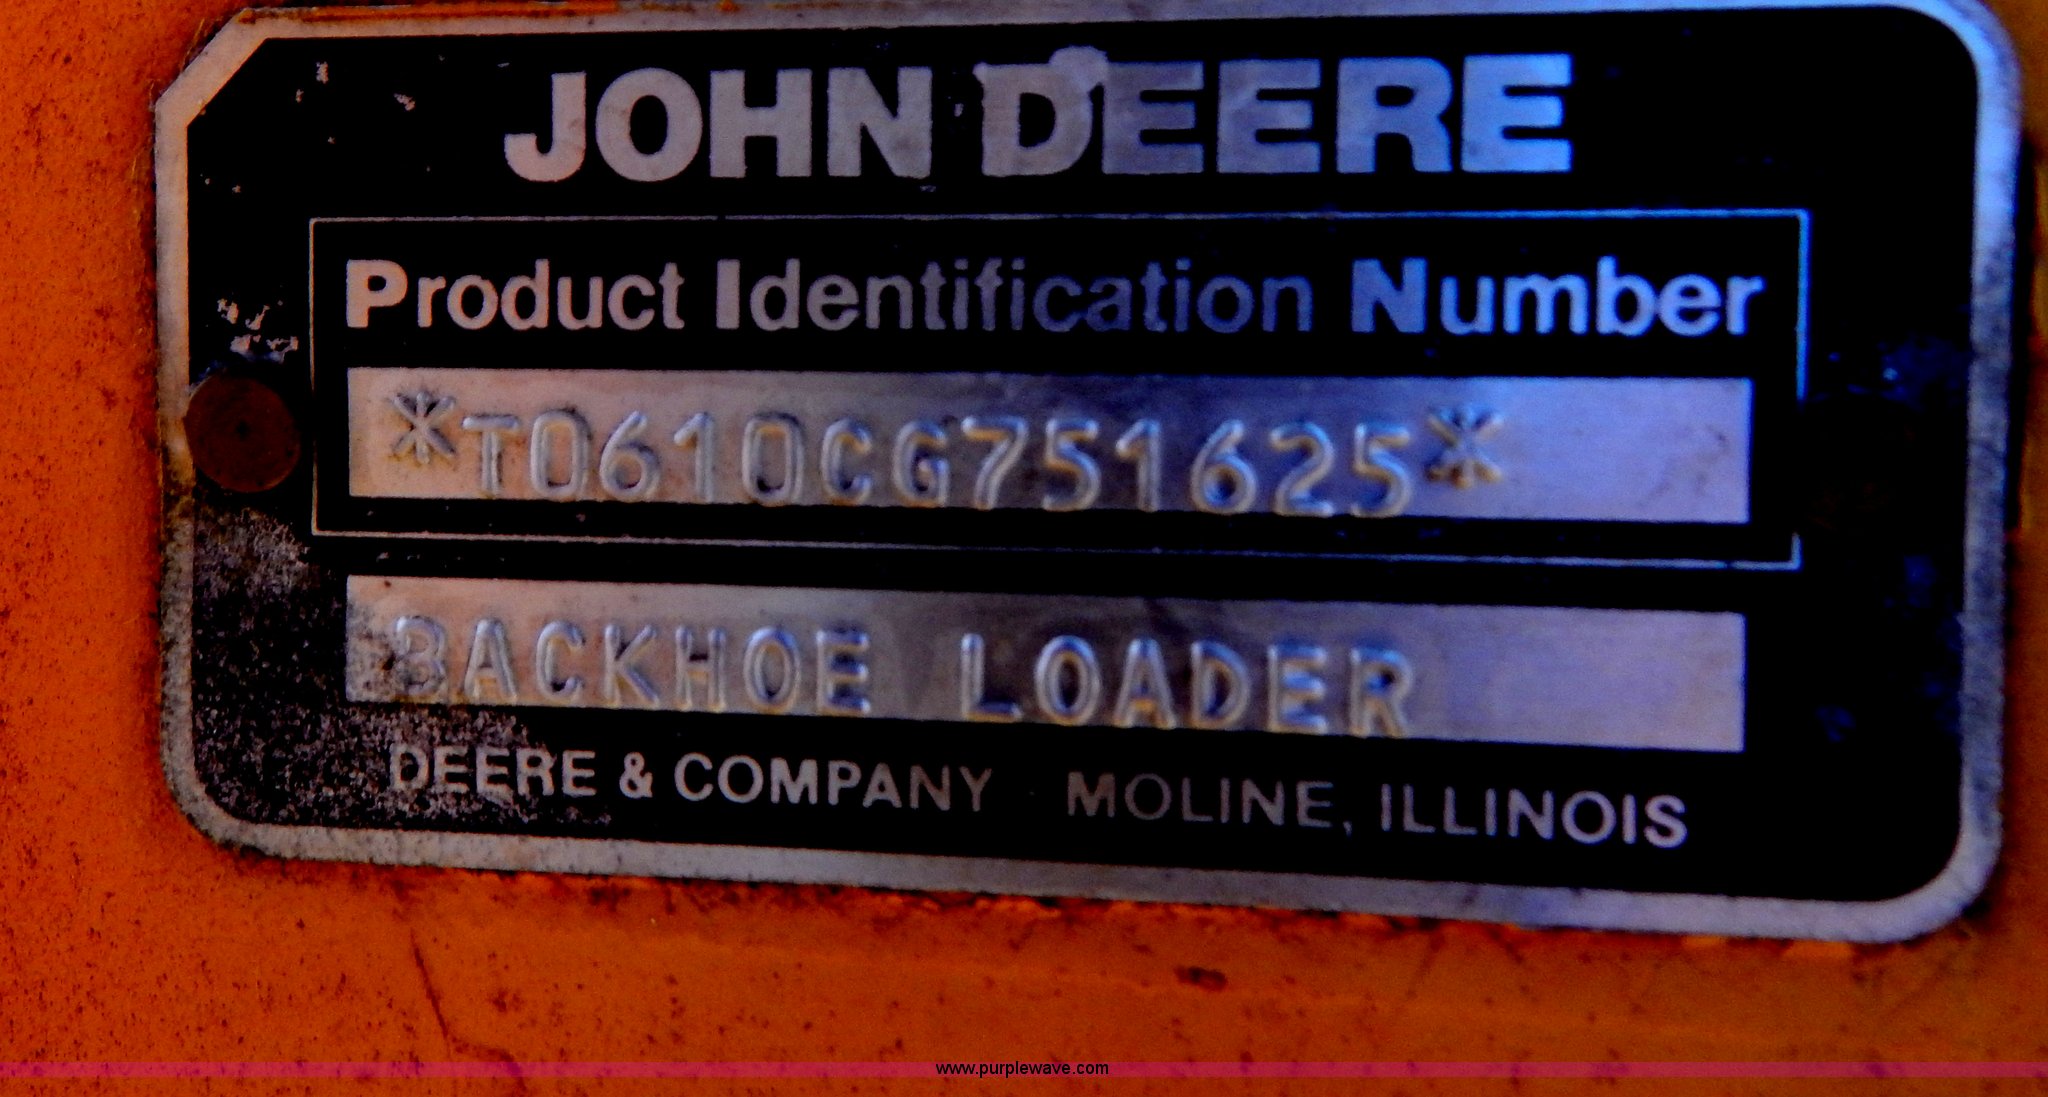 JOHN DEERE
Product Identification Number
*T0610CG751625*
BACKHOE LOADER
DEERE & COMPANY MOLINE, ILLINOIS
www.purplewave.com